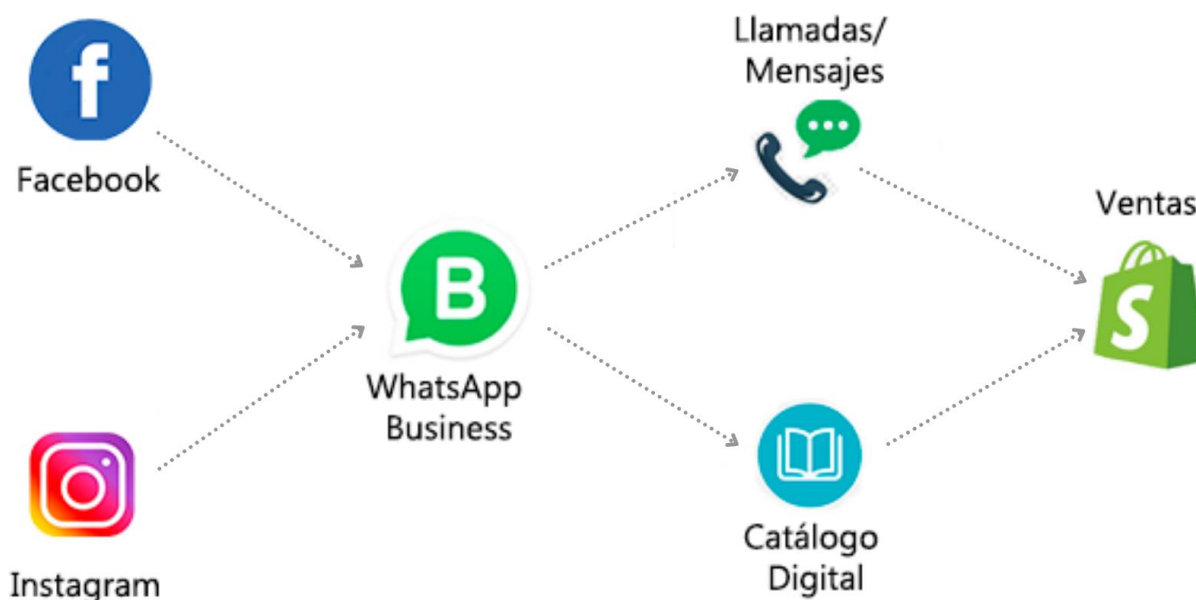 Facebook
Llamadas/
Mensajes
Ventas
B
WhatsApp
Business
S
Instagram
Catálogo
Digital